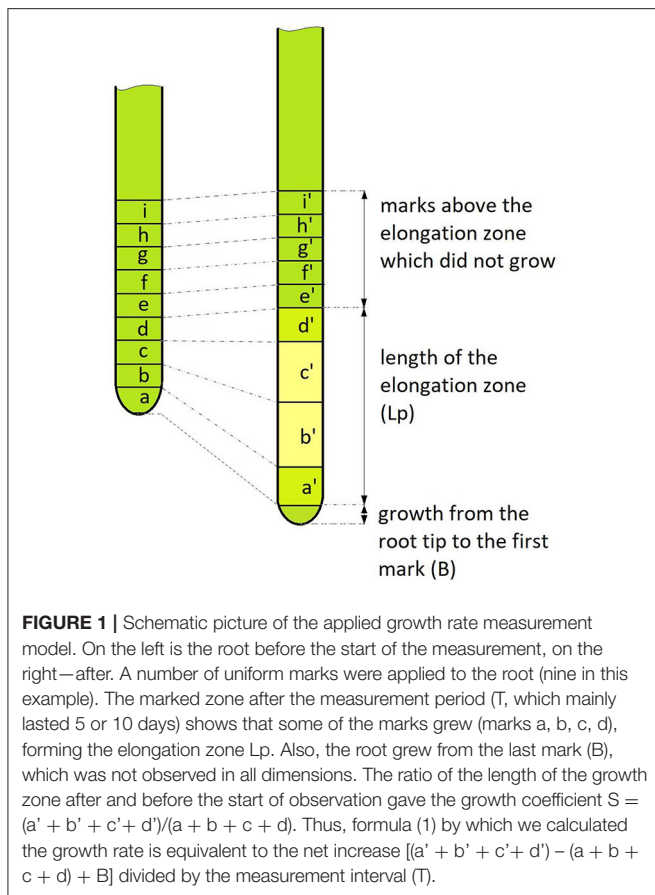 i
h
g
f
e
d
c
b
a
i'
h'
g'
f'
e'
d'
c'
b'
a'
marks above the
elongation zone
which did not grow
length of the
elongation zone
(Lp)
growth from the
root tip to the first
mark (B)
FIGURE 1 | Schematic picture of the applied growth rate measurement
model. On the left is the root before the start of the measurement, on the
right—after. A number of uniform marks were applied to the root (nine in this
example). The marked zone after the measurement period (T, which mainly
lasted 5 or 10 days) shows that some of the marks grew (marks a, b, c, d),
forming the elongation zone Lp. Also, the root grew from the last mark (B),
which was not observed in all dimensions. The ratio of the length of the growth
zone after and before the start of observation gave the growth coefficient S =
(a' + b' + c'+ d')/(a + b + c + d). Thus, formula (1) by which we calculated
the growth rate is equivalent to the net increase [(a' + b' + c'+ d') – (a + b +
c + d) + B] divided by the measurement interval (T).